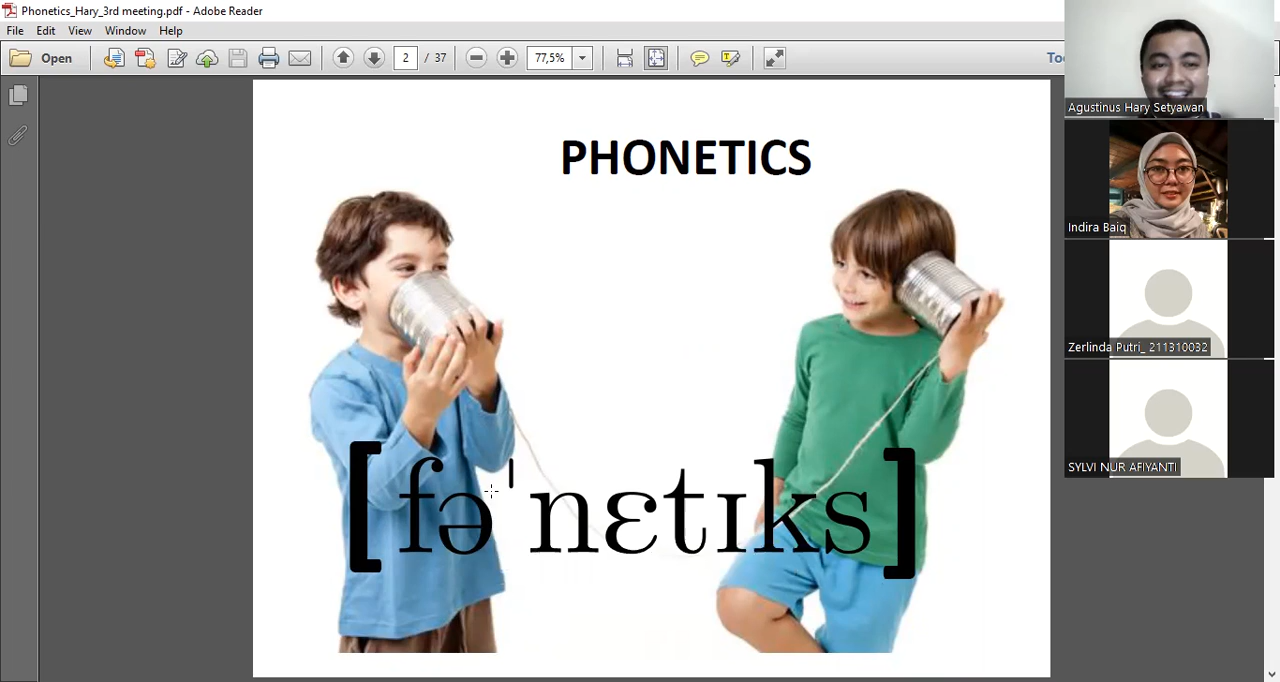 Phonetics_Hary_3rd meeting.pdf - Adobe Reader
File Edit View Window Help
Open 2 / 37 77,5%
PHONETICS
[fəˈnɛtɪks]
Agustinus Hary Setyawan
Indira Baiq
Zerlinda Putri_ 211310032
SYLVI NUR AFIYANTI